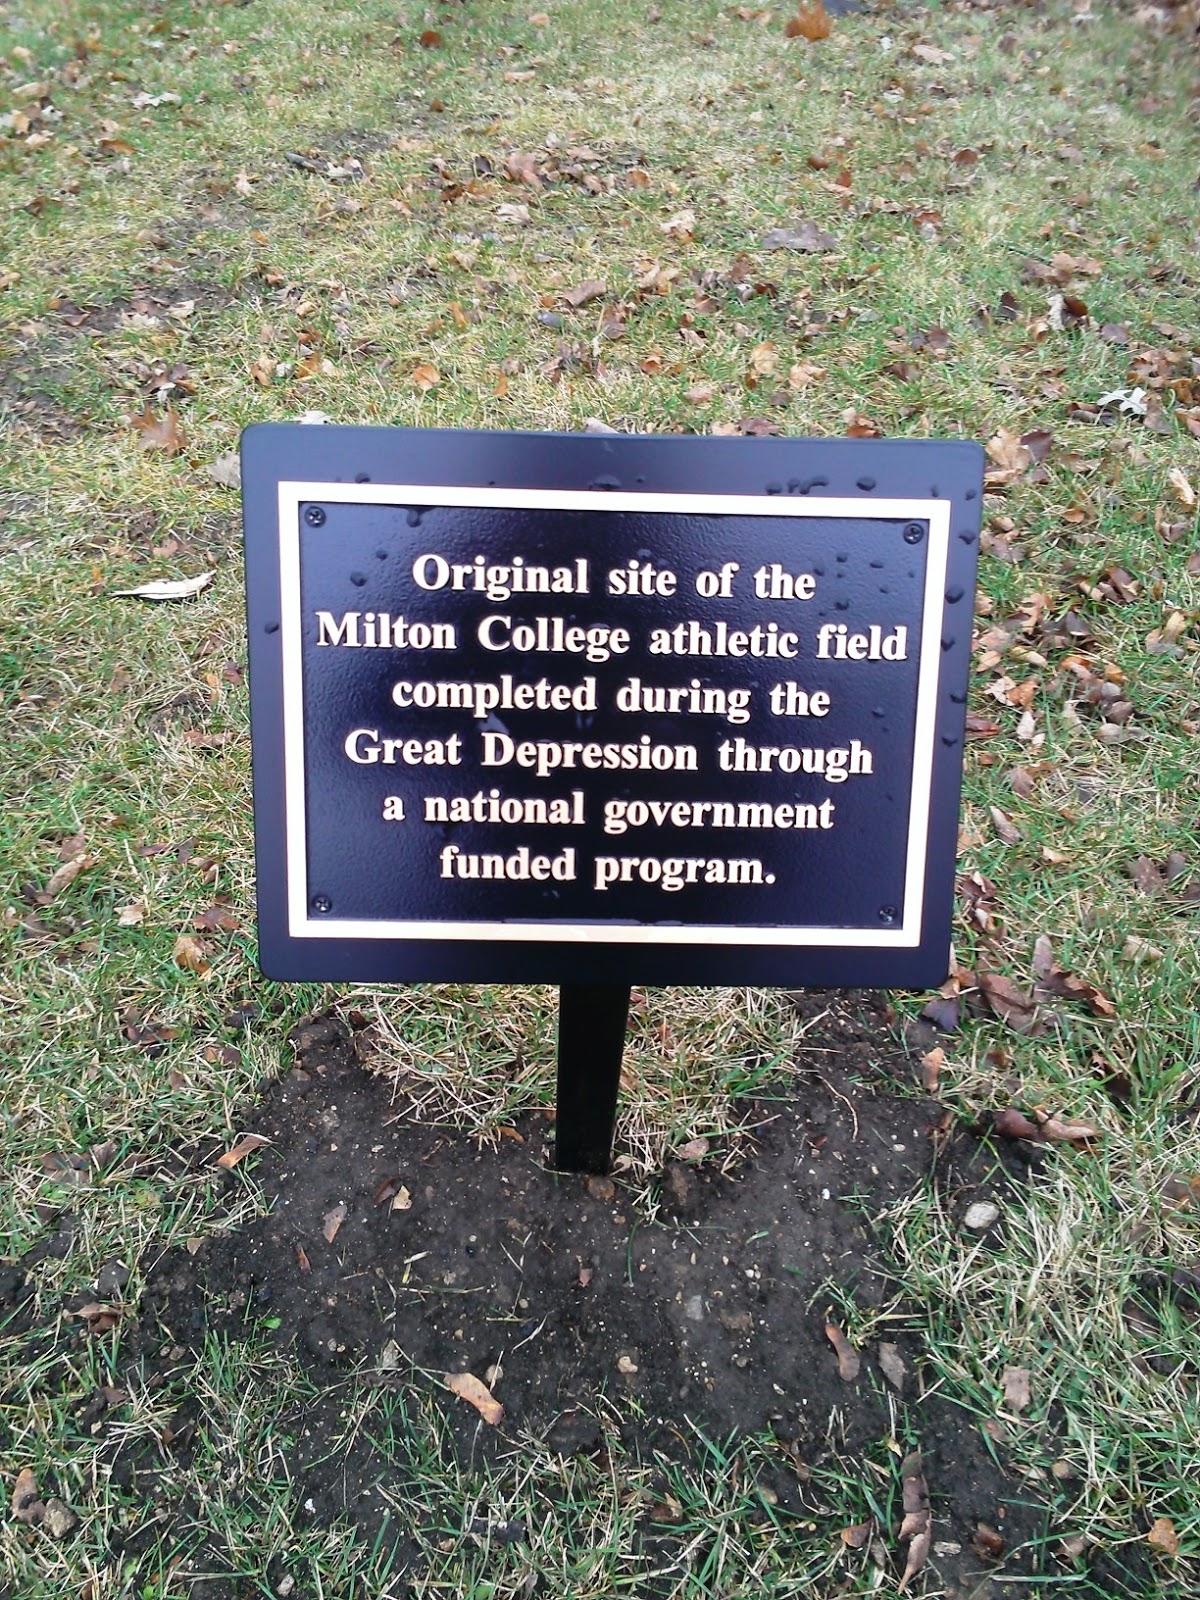 Original site of the
Milton College athletic field
completed during the
Great Depression through
a national government
funded program.